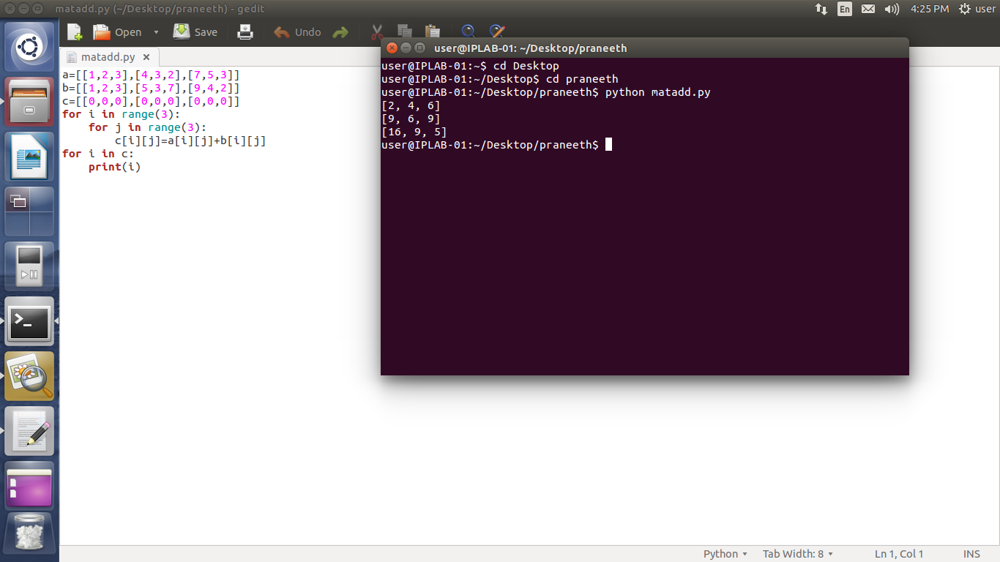 matadd.py (~/Desktop/praneeth) - gedit
En
4:25 PM
user
Open
Save
Undo
matadd.py
a=[[1,2,3],[4,3,2],[7,5,3]]
b=[[1,2,3],[5,3,7],[9,4,2]]
c=[[0,0,0],[0,0,0],[0,0,0]]
for i in range(3):
    for j in range(3):
        c[i][j]=a[i][j]+b[i][j]
for i in c:
    print(i)
user@IPLAB-01: ~/Desktop/praneeth
user@IPLAB-01:~$ cd Desktop
user@IPLAB-01:~/Desktop$ cd praneeth
user@IPLAB-01:~/Desktop/praneeth$ python matadd.py
[2, 4, 6]
[9, 6, 9]
[16, 9, 5]
user@IPLAB-01:~/Desktop/praneeth$
Python
Tab Width: 8
Ln 1, Col 1
INS